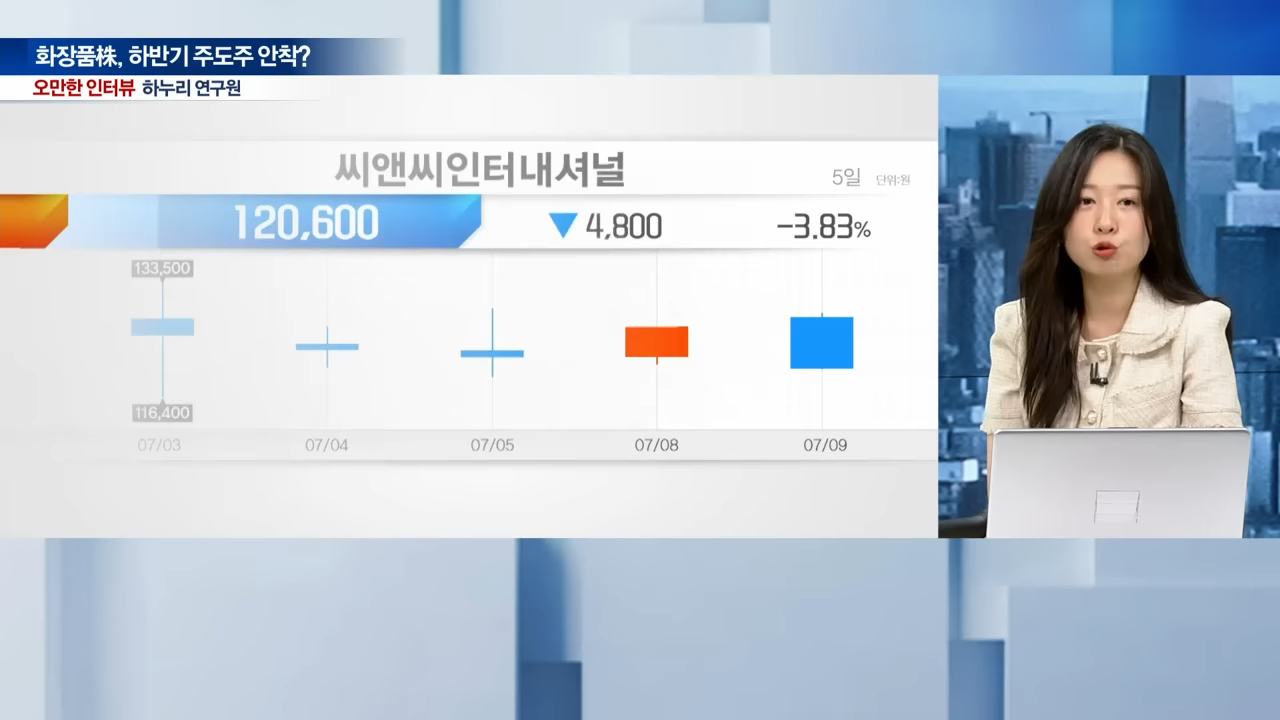 화장품株, 하반기 주도주 안착?
오만한 인터뷰 하누리 연구원
씨앤씨인터내셔널
5일 단위:원
120,600 ▼ 4,800 -3.83%
133,500
116,400
07/03 07/04 07/05 07/08 07/09